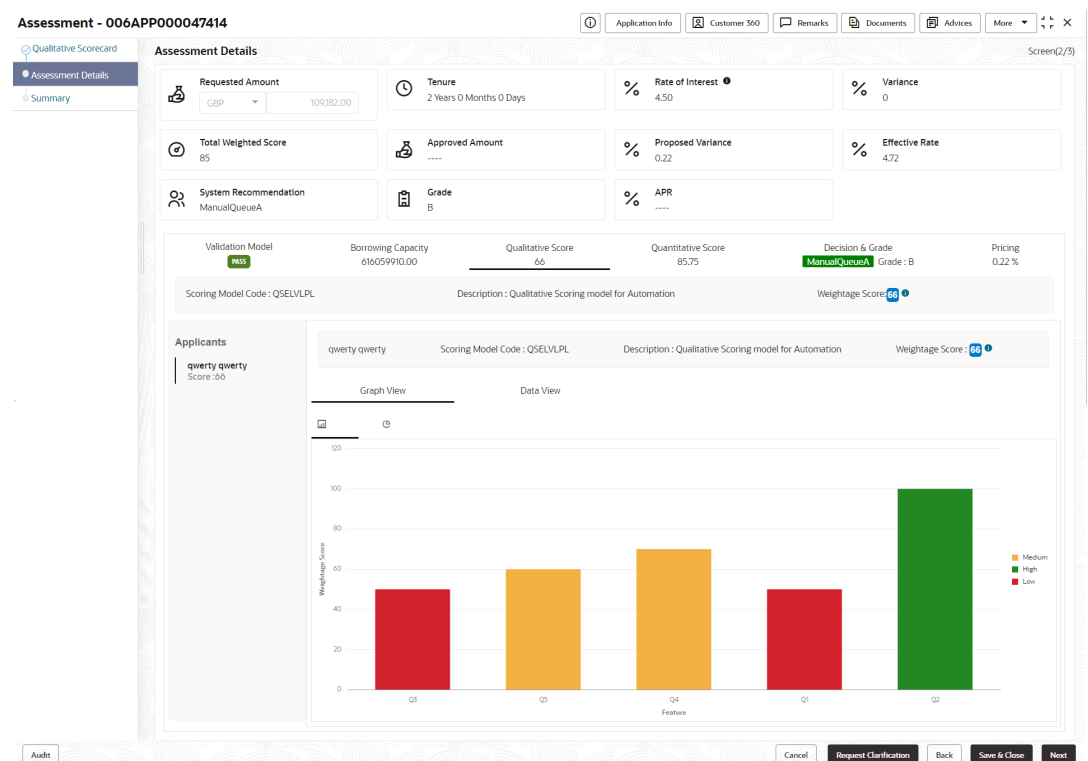 Assessment - 006APP000047414
Application Info
Customer 360
Remarks
Documents
Advices
More
Qualitative Scorecard
Assessment Details
Summary
Assessment Details
Screen(2/3)
Requested Amount
GBP
109,182.00
Tenure
2 Years 0 Months 0 Days
Rate of Interest
4.50
Variance
0
Total Weighted Score
85
Approved Amount
----
Proposed Variance
0.22
Effective Rate
4.72
System Recommendation
ManualQueueA
Grade
B
APR
----
Validation Model
PASS
Borrowing Capacity
616059910.00
Qualitative Score
66
Quantitative Score
85.75
Decision & Grade
ManualQueueA Grade : B
Pricing
0.22 %
Scoring Model Code : QSELVLPL
Description : Qualitative Scoring model for Automation
Weightage Score:66
Applicants
qwerty qwerty
Score :66
qwerty qwerty
Scoring Model Code : QSELVLPL
Description : Qualitative Scoring model for Automation
Weightage Score : 66
Graph View
Data View
120
100
80
60
40
20
0
Weightage Score
Q3
Q5
Q4
Q1
Q2
Feature
Medium
High
Low
Audit
Cancel
Request Clarification
Back
Save & Close
Next